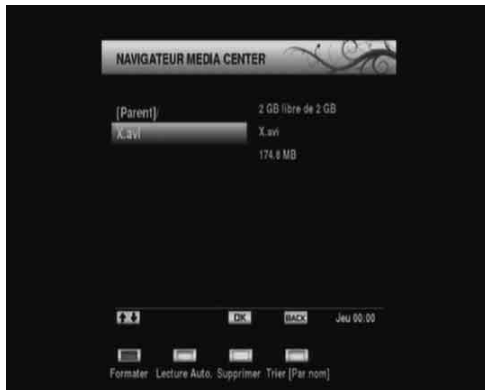 NAVIGATEUR MEDIA CENTER
[Parent]/
2 GB libre de 2 GB
X.avi
X.avi
174.8 MB
OK
BACK
Jeu 00:00
Formater
Lecture Auto.
Supprimer
Trier [Par nom]